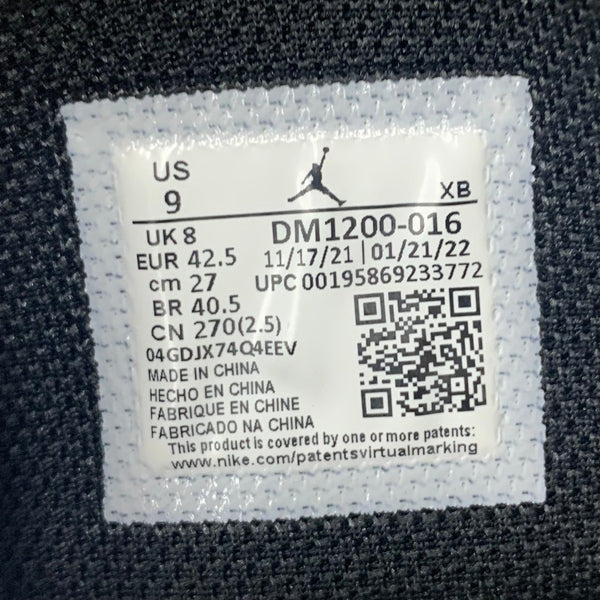 US
9
XB
UK 8
DM1200-016
EUR 42.5
11/17/21 | 01/21/22
cm 27
UPC 00195869233772
BR 40.5
CN 270(2.5)
04GDJX74Q4EEV
MADE IN CHINA
HECHO EN CHINA
FABRIQUE EN CHINE
FABRICADO NA CHINA
This product is covered by one or more patents:
www.nike.com/patentsvirtualmarking